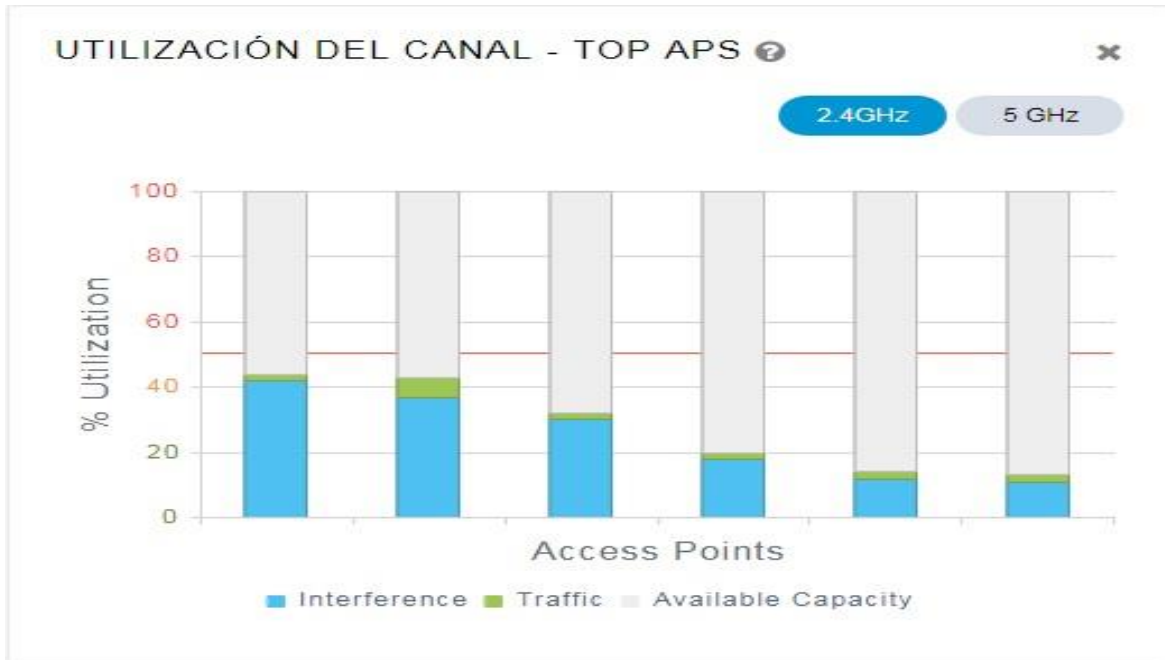 UTILIZACIÓN DEL CANAL - TOP APS ?
2.4GHz 5 GHz
100
80
60
40
20
0
% Utilization
Access Points
Interference Traffic Available Capacity